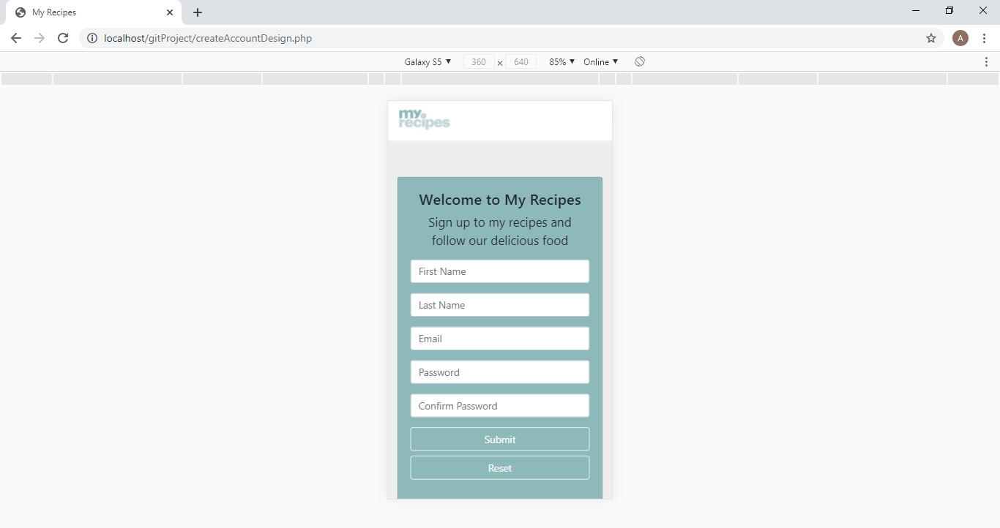 My Recipes
localhost/gitProject/createAccountDesign.php
A
Galaxy S5 ▼ 360 × 640 85% ▼ Online ▼
my.
recipes
Welcome to My Recipes
Sign up to my recipes and
follow our delicious food
First Name
Last Name
Email
Password
Confirm Password
Submit
Reset